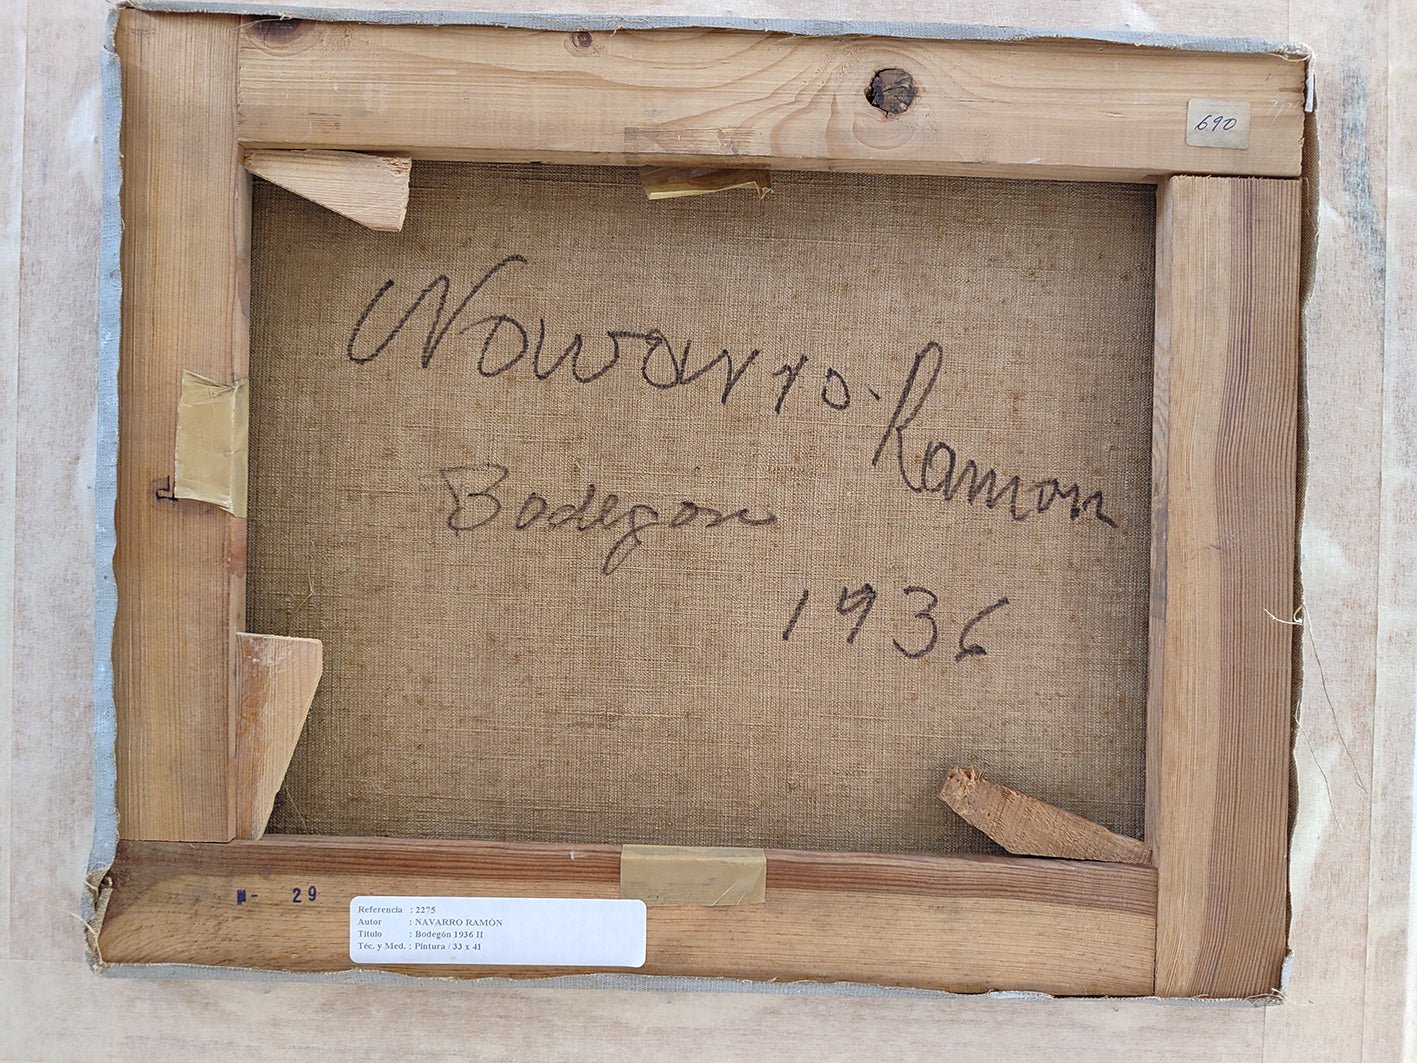 690
Navarro-Ramon
Bodegón
1936
29
Referencia : 2275
Autor : NAVARRO RAMÓN
Título : Bodegón 1936 II
Téc. y Med. : Pintura / 33 x 41